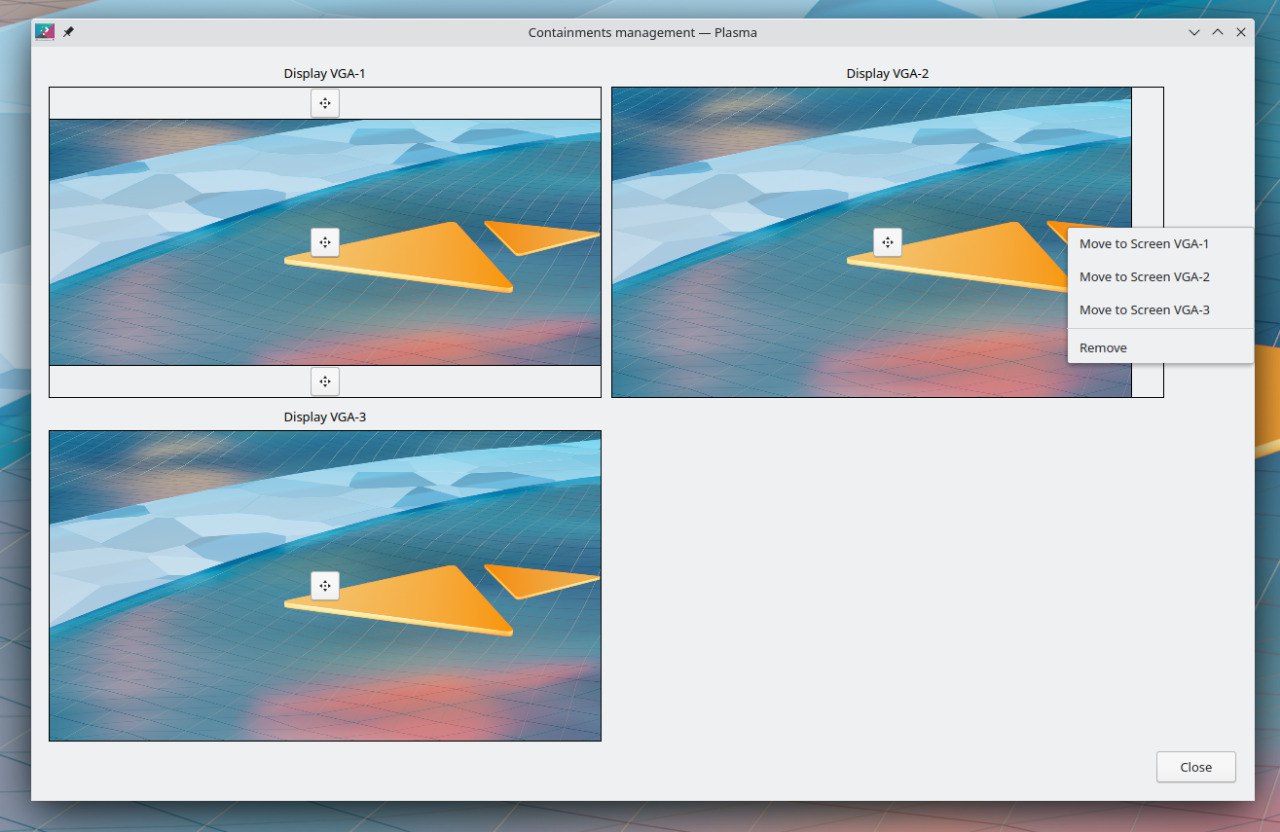 Containments management — Plasma
Display VGA-1
Display VGA-2
Move to Screen VGA-1
Move to Screen VGA-2
Move to Screen VGA-3
Remove
Display VGA-3
Close